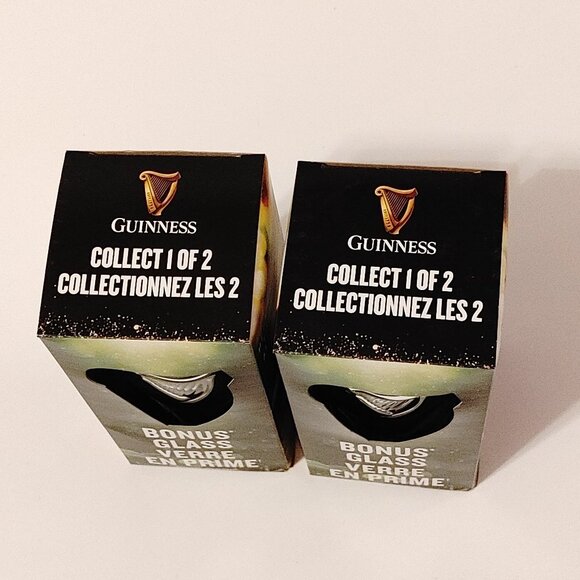 GUINNESS
COLLECT 1 OF 2
COLLECTIONNEZ LES 2
BONUS*
GLASS
VERRE
EN PRIME*
GUINNESS
COLLECT 1 OF 2
COLLECTIONNEZ LES 2
BONUS*
GLASS
VERRE
EN PRIME*